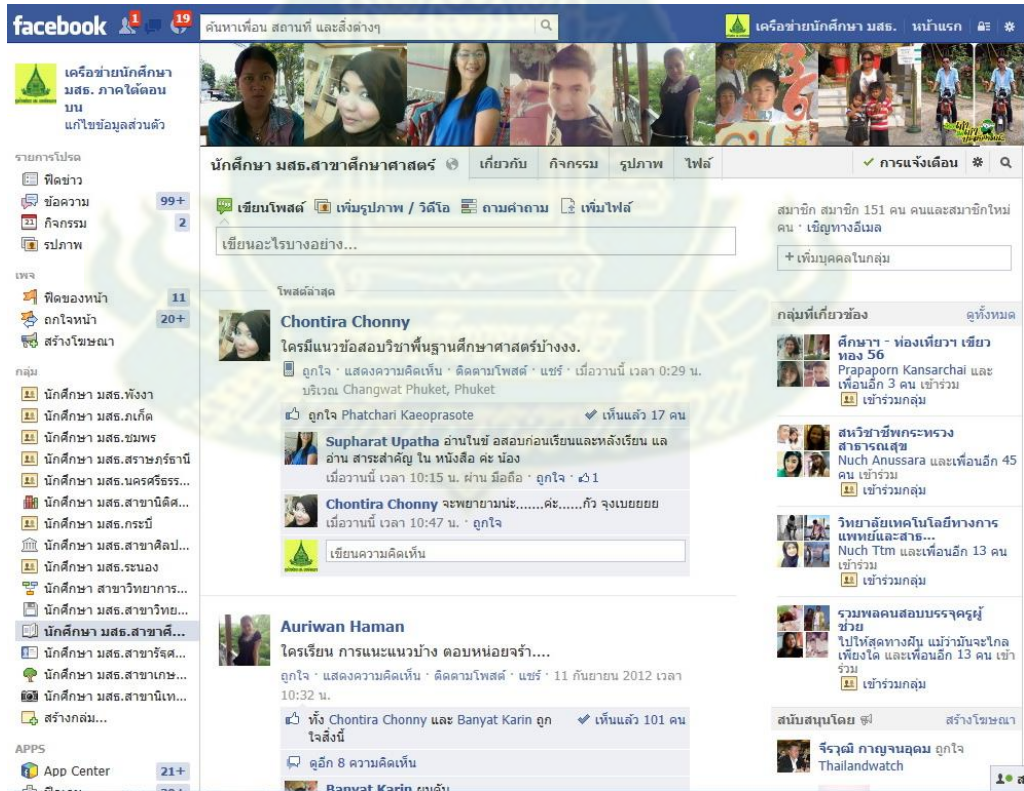 facebook
1
19
ค้นหาเพื่อน สถานที่ และสิ่งต่างๆ
เครือข่ายนักศึกษา มสธ.
หน้าแรก
เครือข่ายนักศึกษา
มสธ. ภาคใต้ตอน
บน
แก้ไขข้อมูลส่วนตัว
รายการโปรด
ฟีดข่าว
ข้อความ 99+
กิจกรรม 2
รูปภาพ
เพจ
ฟีดของหน้า 11
ถูกใจหน้า 20+
สร้างโฆษณา
กลุ่ม
นักศึกษา มสธ.พังงา
นักศึกษา มสธ.ภูเก็ต
นักศึกษา มสธ.ชุมพร
นักศึกษา มสธ.สุราษฎร์ธานี
นักศึกษา มสธ.นครศรีธรร...
นักศึกษา มสธ.สาขานิติศ...
นักศึกษา มสธ.กระบี่
นักศึกษา มสธ.สาขาศิลป...
นักศึกษา มสธ.ระนอง
นักศึกษา สาขาวิทยาการ...
นักศึกษา มสธ.สาขาวิทย...
นักศึกษา มสธ.สาขาศึ...
นักศึกษา มสธ.สาขารัฐศ...
นักศึกษา มสธ.สาขาเกษ...
นักศึกษา มสธ.สาขานิเท...
สร้างกลุ่ม...
APPS
App Center 21+
นักศึกษา มสธ.สาขาศึกษาศาสตร์
เกี่ยวกับ
กิจกรรม
รูปภาพ
ไฟล์
✓ การแจ้งเตือน
เขียนโพสต์ เพิ่มรูปภาพ / วิดีโอ ถามคำถาม เพิ่มไฟล์
เขียนอะไรบางอย่าง...
โพสต์ล่าสุด
Chontira Chonny
ใครมีแนวข้อสอบวิชาพื้นฐานศึกษาศาสตร์บ้างงง.
ถูกใจ · แสดงความคิดเห็น · ติดตามโพสต์ · แชร์ · เมื่อวานนี้ เวลา 0:29 น.
บริเวณ Changwat Phuket, Phuket
ถูกใจ Phatchari Kaeoprasote
เห็นแล้ว 17 คน
Supharat Upatha อ่านในข้ อสอบก่อนเรียนและหลังเรียน แล
อ่าน สาระสำคัญ ใน หนังสือ ค่ะ น้อง
เมื่อวานนี้ เวลา 10:15 น. ผ่าน มือถือ · ถูกใจ · 1
Chontira Chonny จะพยายามน่ะ.......ค่ะ......กัว จุงเบยยยย
เมื่อวานนี้ เวลา 10:47 น. · ถูกใจ
เขียนความคิดเห็น
Auriwan Haman
ใครเรียน การแนะแนวบ้าง ตอบหน่อยจร้า....
ถูกใจ · แสดงความคิดเห็น · ติดตามโพสต์ · แชร์ · 11 กันยายน 2012 เวลา
10:32 น.
ทั้ง Chontira Chonny และ Banyat Karin ถูก
ใจสิ่งนี้
เห็นแล้ว 101 คน
ดูอีก 8 ความคิดเห็น
Banyat Karin
สมาชิก สมาชิก 151 คน คนและสมาชิกใหม่
คน · เชิญทางอีเมล
+ เพิ่มบุคคลในกลุ่ม
กลุ่มที่เกี่ยวข้อง
ดูทั้งหมด
ศึกษาฯ - ท่องเที่ยวฯ เขียว
ทอง 56
Prapaporn Kansarchai และ
เพื่อนอีก 3 คน เข้าร่วม
เข้าร่วมกลุ่ม
สหวิชาชีพกระทรวง
สาธารณสุข
Nuch Anussara และเพื่อนอีก 45
คน เข้าร่วม
เข้าร่วมกลุ่ม
วิทยาลัยเทคโนโลยีทางการ
แพทย์และสาธ...
Nuch Ttm และเพื่อนอีก 13 คน
เข้าร่วม
เข้าร่วมกลุ่ม
รวมพลคนสอบบรรจุครูผู้
ช่วย
ไปให้สุดทางฝัน แม้ว่ามันจะไกล
เพียงใด และเพื่อนอีก 13 คน เข้า
ร่วม
เข้าร่วมกลุ่ม
สนับสนุนโดย
สร้างโฆษณา
จีรวุฒิ กาญจนอุดม ถูกใจ
Thailandwatch